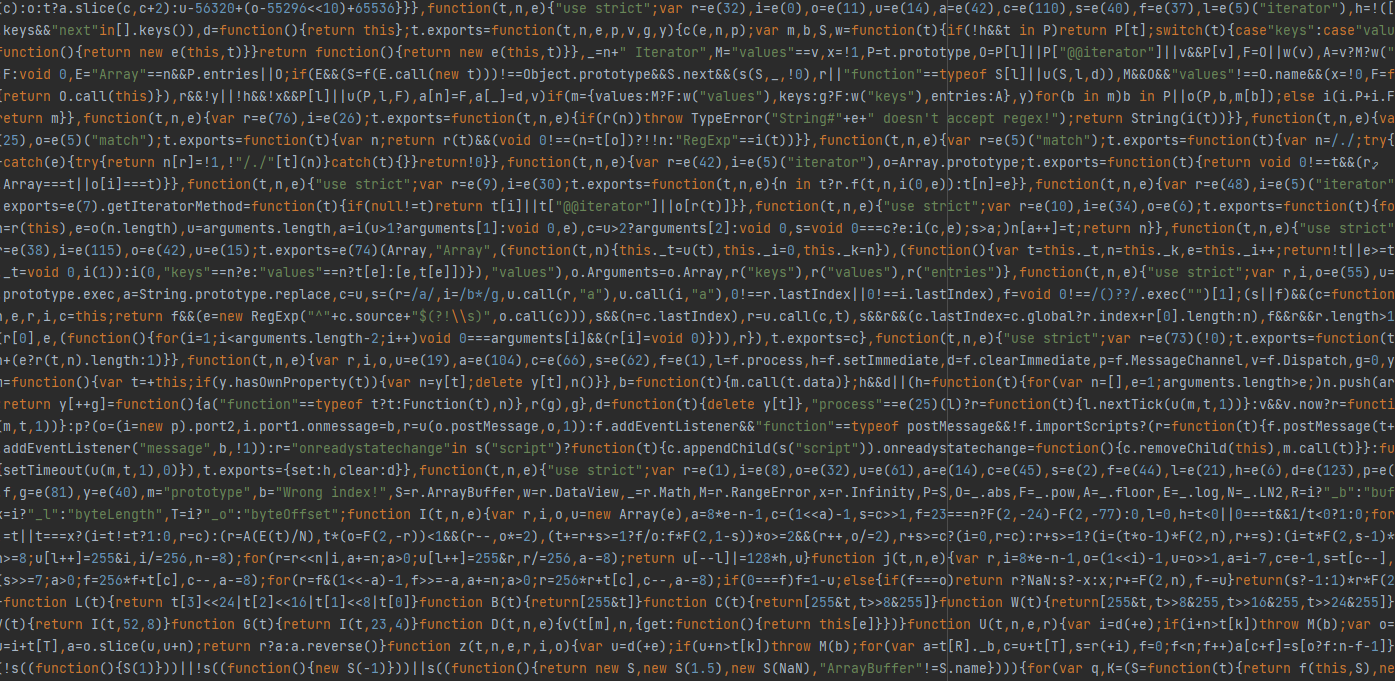 (c):o:t?a.slice(c,c+2):u-56320+(o-55296<<10)+65536}}},function(t,n,e){"use strict";var r=e(32),i=e(0),o=e(11),u=e(14),a=e(42),c=e(110),s=e(40),f=e(37),l=e(5)("iterator"),h=!([
keys&&"next"in[].keys()),d=function(){return this};t.exports=function(t,n,e,p,v,g,y){c(e,n,p);var m,b,S,w=function(t){if(!h&&t in P)return P[t];switch(t){case"keys":case"valu
function(){return new e(this,t)}}return function(){return new e(this,t)}},_=n+" Iterator",M="values"==v,x=!1,P=t.prototype,O=P[l]||P["@@iterator"]||v&&P[v],F=O||w(v),A=v?M?w("
F:void 0,E="Array"==n&&P.entries||O;if(E&&(S=f(E.call(new t)))!==Object.prototype&&S.next&&(s(S,_,!0),r||"function"==typeof S[l]||u(S,l,d)),M&&O&&"values"!==O.name&&(x=!0,F=f
{return O.call(this)}),r&&!y||!h&&!x&&P[l]||u(P,l,F),a[n]=F,a[_]=d,v)if(m={values:M?F:w("values"),keys:g?F:w("keys"),entries:A},y)for(b in m)b in P||o(P,b,m[b]);else i(i.P+i.F
return m}},function(t,n,e){var r=e(76),i=e(26);t.exports=function(t,n,e){if(r(n))throw TypeError("String#"+e+" doesn't accept regex!");return String(i(t))}},function(t,n,e){va
(25),o=e(5)("match");t.exports=function(t){var n;return r(t)&&(void 0!==(n=t[o])?!!n:"RegExp"==i(t))}},function(t,n,e){var r=e(5)("match");t.exports=function(t){var n=/./;try{
catch(e){try{return n[r]=!1,!"/./"[t](n)}catch(t){}}return!0}},function(t,n,e){var r=e(42),i=e(5)("iterator"),o=Array.prototype;t.exports=function(t){return void 0!==t&&(r.
Array===t||o[i]===t)}},function(t,n,e){"use strict";var r=e(9),i=e(30);t.exports=function(t,n,e){n in t?r.f(t,n,i(0,e)):t[n]=e}},function(t,n,e){var r=e(48),i=e(5)("iterator"
exports=e(7).getIteratorMethod=function(t){if(null!=t)return t[i]||t["@@iterator"]||o[r(t)]}},function(t,n,e){"use strict";var r=e(10),i=e(34),o=e(6);t.exports=function(t){fo
=r(this),e=o(n.length),u=arguments.length,a=i(u>1?arguments[1]:void 0,e),c=u>2?arguments[2]:void 0,s=void 0===c?e:i(c,e);s>a;)n[a++]=t;return n}},function(t,n,e){"use strict"
r=e(38),i=e(115),o=e(42),u=e(15);t.exports=e(74)(Array,"Array",(function(t,n){this._t=u(t),this._i=0,this._k=n}),(function(){var t=this._t,n=this._k,e=this._i++;return!t||e>=t
_t=void 0,i(1)):i(0,"keys"==n?e:"values"==n?t[e]:[e,t[e]])}),"values"),o.Arguments=o.Array,r("keys"),r("values"),r("entries")},function(t,n,e){"use strict";var r,i,o=e(55),u=
prototype.exec,a=String.prototype.replace,c=u,s=(r=/a/,i=/b*/g,u.call(r,"a"),u.call(i,"a"),0!==r.lastIndex||0!==i.lastIndex),f=void 0!==/()??/.exec("")[1];(s||f)&&(c=function
n,e,r,i,c=this;return f&&(e=new RegExp("^"+c.source+"$(?!\\s)",o.call(c))),s&&(n=c.lastIndex),r=u.call(c,t),s&&r&&(c.lastIndex=c.global?r.index+r[0].length:n),f&&r&&r.length>1
(r[0],e,(function(){for(i=1;i<arguments.length-2;i++)void 0===arguments[i]&&(r[i]=void 0)})),r}),t.exports=c},function(t,n,e){"use strict";var r=e(73)(!0);t.exports=function(t
n+(e?r(t,n).length:1)}},function(t,n,e){var r,i,o,u=e(19),a=e(104),c=e(66),s=e(62),f=e(1),l=f.process,h=f.setImmediate,d=f.clearImmediate,p=f.MessageChannel,v=f.Dispatch,g=0,y
=function(){var t=+this;if(y.hasOwnProperty(t)){var n=y[t];delete y[t],n()}},b=function(t){m.call(t.data)};h&&d||(h=function(t){for(var n=[],e=1;arguments.length>e;)n.push(ar
return y[++g]=function(){a("function"==typeof t?t:Function(t),n)},r(g),g},d=function(t){delete y[t]},"process"==e(25)(l)?r=function(t){l.nextTick(u(m,t,1))}:v&&v.now?r=functi
(m,t,1))}:p?(o=(i=new p).port2,i.port1.onmessage=b,r=u(o.postMessage,o,1)):f.addEventListener&&"function"==typeof postMessage&&!f.importScripts?(r=function(t){f.postMessage(t+
addEventListener("message",b,!1)):r="onreadystatechange"in s("script")?function(t){c.appendChild(s("script")).onreadystatechange=function(){c.removeChild(this),m.call(t)}}:fu
{setTimeout(u(m,t,1),0)}),t.exports={set:h,clear:d}},function(t,n,e){"use strict";var r=e(1),i=e(8),o=e(32),u=e(61),a=e(14),c=e(45),s=e(2),f=e(44),l=e(21),h=e(6),d=e(123),p=e(
f,g=e(81),y=e(40),m="prototype",b="Wrong index!",S=r.ArrayBuffer,w=r.DataView,_=r.Math,M=r.RangeError,x=r.Infinity,P=S,O=_.abs,F=_.pow,A=_.floor,E=_.log,N=_.LN2,R=i?"_b":"buf
=i?"_l":"byteLength",T=i?"_o":"byteOffset";function I(t,n,e){var r,i,o,u=new Array(e),a=8*e-n-1,c=(1<<a)-1,s=c>>1,f=23===n?F(2,-24)-F(2,-77):0,l=0,h=t<0||0===t&&1/t<0?1:0;for
=t||t===x?(i=t!=t?1:0,r=c):(r=A(E(t)/N),t*(o=F(2,-r))<1&&(r--,o*=2),(t+=r+s>=1?f/o:f*F(2,1-s))*o>=2&&(r++,o/=2),r+s>=c?(i=0,r=c):r+s>=1?(i=(t*o-1)*F(2,n),r+=s):(i=t*F(2,s-1)*
>=8;u[l++]=255&i,i/=256,n-=8);for(r=r<<n|i,a+=n;a>0;u[l++]=255&r,r/=256,a-=8);return u[--l]|=128*h,u}function j(t,n,e){var r,i=8*e-n-1,o=(1<<i)-1,u=o>>1,a=i-7,c=e-1,s=t[c--],
(s>>=7;a>0;f=256*f+t[c],c--,a-=8);for(r=f&(1<<-a)-1,f>>=-a,a+=n;a>0;r=256*r+t[c],c--,a-=8);if(0===f)f=1-u;else{if(f===o)return r?NaN:s?-x:x;r+=F(2,n),f-=u}return(s?-1:1)*r*F(2
function L(t){return t[3]<<24|t[2]<<16|t[1]<<8|t[0]}function B(t){return[255&t]}function C(t){return[255&t,t>>8&255]}function W(t){return[255&t,t>>8&255,t>>16&255,t>>24&255]}
V(t){return I(t,52,8)}function G(t){return I(t,23,4)}function D(t,n,e){v(t[m],n,{get:function(){return this[e]}})}function U(t,n,e,r){var i=d(+e);if(i+n>t[k])throw M(b);var o=
u=i+t[T],a=o.slice(u,u+n);return r?a:a.reverse()}function z(t,n,e,r,i,o){var u=d(+e);if(u+n>t[k])throw M(b);for(var a=t[R]._b,c=u+t[T],s=r(+i),f=0;f<n;f++)a[c+f]=s[o?f:n-f-1]}
!s((function(){S(1)}))||!s((function(){new S(-1)}))||s((function(){return new S,new S(1.5),new S(NaN),"ArrayBuffer"!=S.name}))){for(var q,K=(S=function(t){return f(this,S),ne